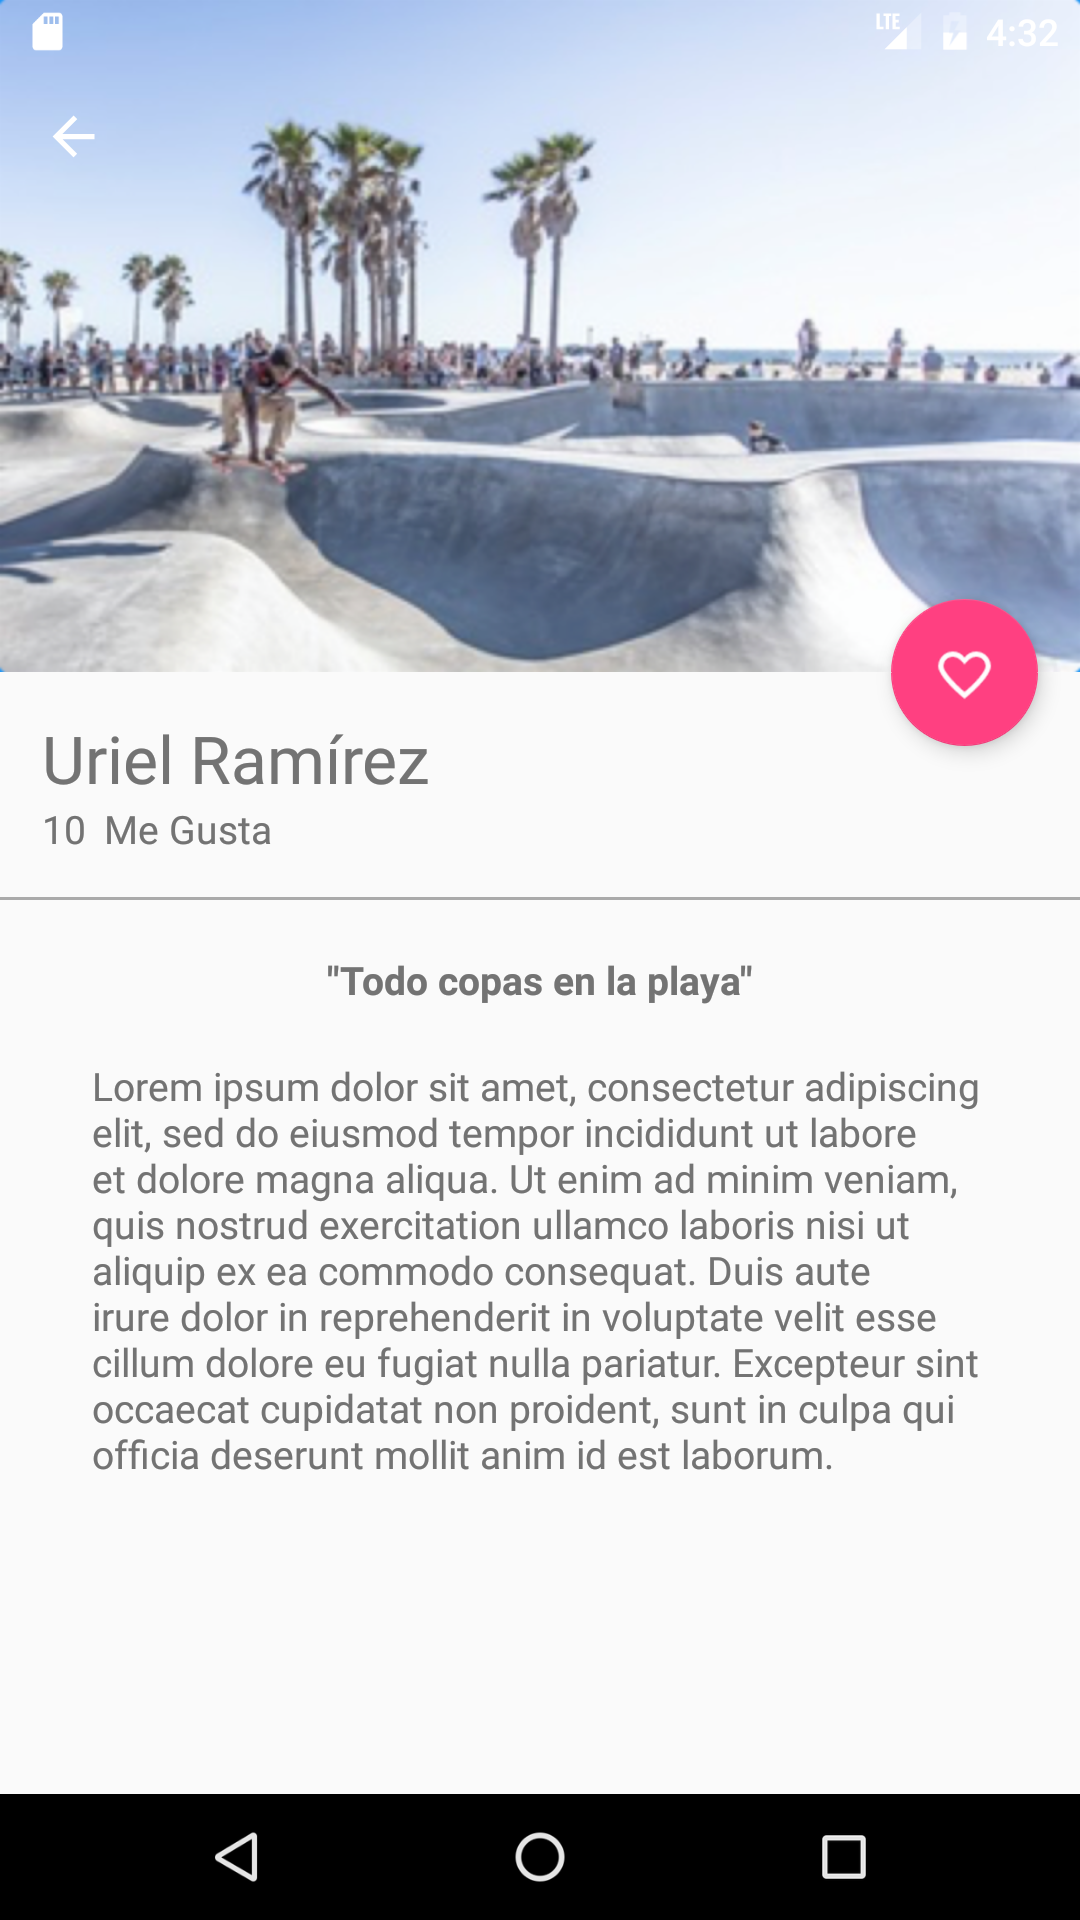 LTE 4:32
Uriel Ramírez
10 Me Gusta
"Todo copas en la playa"
Lorem ipsum dolor sit amet, consectetur adipiscing
elit, sed do eiusmod tempor incididunt ut labore
et dolore magna aliqua. Ut enim ad minim veniam,
quis nostrud exercitation ullamco laboris nisi ut
aliquip ex ea commodo consequat. Duis aute
irure dolor in reprehenderit in voluptate velit esse
cillum dolore eu fugiat nulla pariatur. Excepteur sint
occaecat cupidatat non proident, sunt in culpa qui
officia deserunt mollit anim id est laborum.